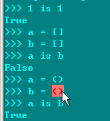 >>> 1 is 1
True
>>> a = []
>>> b = []
>>> a is b
False
>>> a = ()
>>> b = ()
>>> a is b
True